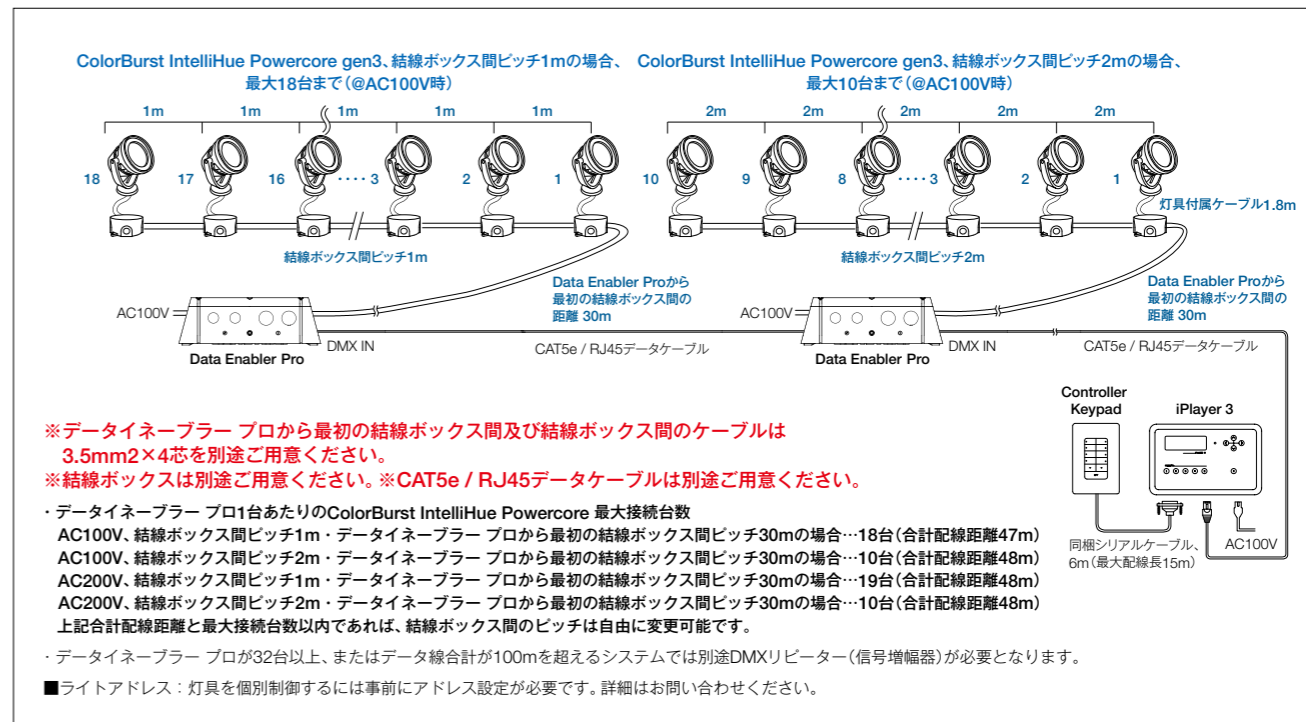 ColorBurst IntelliHue Powercore gen3、結線ボックス間ピッチ1mの場合、
最大18台まで(@AC100V時)
1m 1m 1m 1m 1m
18 17 16 ････3 2 1
結線ボックス間ピッチ1m
Data Enabler Proから
最初の結線ボックス間の
距離 30m
AC100V
DMX IN
Data Enabler Pro
CAT5e / RJ45データケーブル
ColorBurst IntelliHue Powercore gen3、結線ボックス間ピッチ2mの場合、
最大10台まで(@AC100V時)
2m 2m 2m 2m 2m
10 9 8 ････3 2 1
灯具付属ケーブル1.8m
結線ボックス間ピッチ2m
Data Enabler Proから
最初の結線ボックス間の
距離 30m
AC100V
DMX IN
Data Enabler Pro
CAT5e / RJ45データケーブル
Controller
Keypad
iPlayer 3
同梱シリアルケーブル、
6m(最大配線長15m)
AC100V
※データイネーブラー プロから最初の結線ボックス間及び結線ボックス間のケーブルは
3.5mm2×4芯を別途ご用意ください。
※結線ボックスは別途ご用意ください。※CAT5e / RJ45データケーブルは別途ご用意ください。
・データイネーブラー プロ1台あたりのColorBurst IntelliHue Powercore 最大接続台数
AC100V、結線ボックス間ピッチ1m・データイネーブラー プロから最初の結線ボックス間ピッチ30mの場合…18台(合計配線距離47m)
AC100V、結線ボックス間ピッチ2m・データイネーブラー プロから最初の結線ボックス間ピッチ30mの場合…10台(合計配線距離48m)
AC200V、結線ボックス間ピッチ1m・データイネーブラー プロから最初の結線ボックス間ピッチ30mの場合…19台(合計配線距離48m)
AC200V、結線ボックス間ピッチ2m・データイネーブラー プロから最初の結線ボックス間ピッチ30mの場合…10台(合計配線距離48m)
上記合計配線距離と最大接続台数以内であれば、結線ボックス間のピッチは自由に変更可能です。
・データイネーブラー プロが32台以上、またはデータ線合計が100mを超えるシステムでは別途DMXリピーター(信号増幅器)が必要となります。
■ライトアドレス：灯具を個別制御するには事前にアドレス設定が必要です。詳細はお問い合わせください。